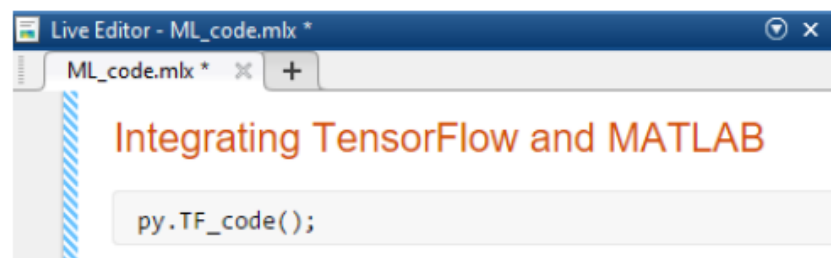 Live Editor - ML_code.mlx *
ML_code.mlx *
Integrating TensorFlow and MATLAB
py.TF_code();